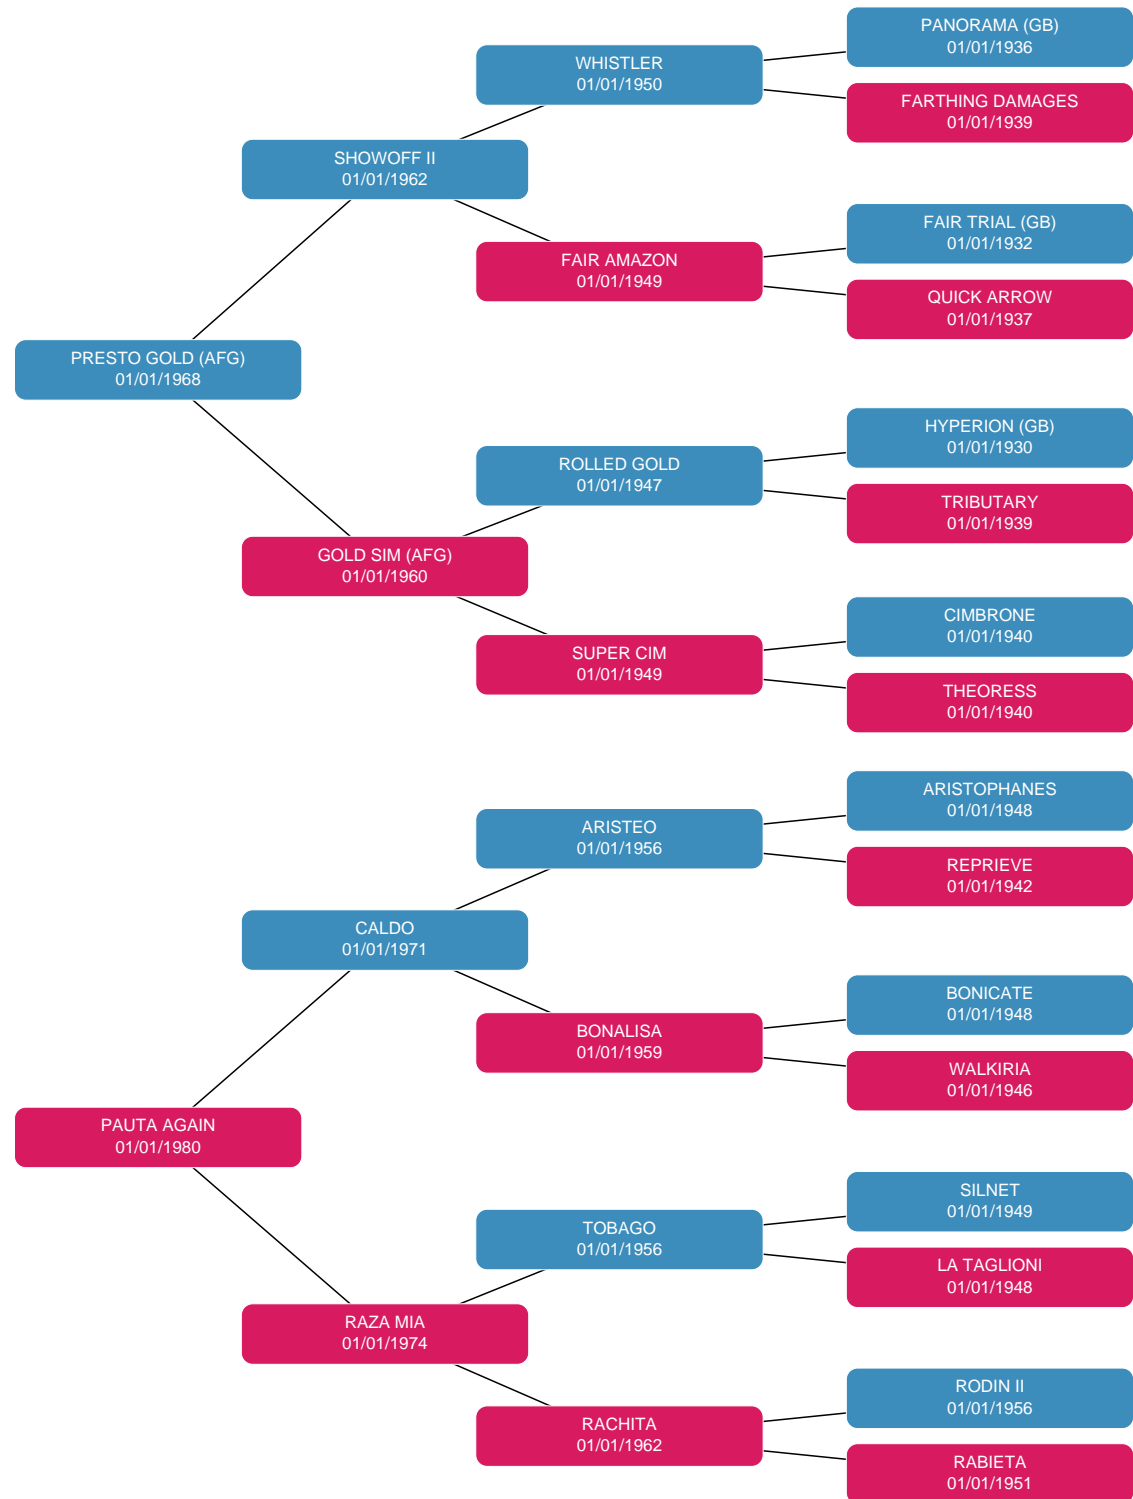 PANORAMA (GB)
01/01/1936
WHISTLER
01/01/1950
FARTHING DAMAGES
01/01/1939
SHOWOFF II
01/01/1962
FAIR TRIAL (GB)
01/01/1932
FAIR AMAZON
01/01/1949
QUICK ARROW
01/01/1937
PRESTO GOLD (AFG)
01/01/1968
HYPERION (GB)
01/01/1930
ROLLED GOLD
01/01/1947
TRIBUTARY
01/01/1939
GOLD SIM (AFG)
01/01/1960
CIMBRONE
01/01/1940
SUPER CIM
01/01/1949
THEORESS
01/01/1940
ARISTOPHANES
01/01/1948
ARISTEO
01/01/1956
REPRIEVE
01/01/1942
CALDO
01/01/1971
BONICATE
01/01/1948
BONALISA
01/01/1959
WALKIRIA
01/01/1946
PAUTA AGAIN
01/01/1980
SILNET
01/01/1949
TOBAGO
01/01/1956
LA TAGLIONI
01/01/1948
RAZA MIA
01/01/1974
RODIN II
01/01/1956
RACHITA
01/01/1962
RABIETA
01/01/1951